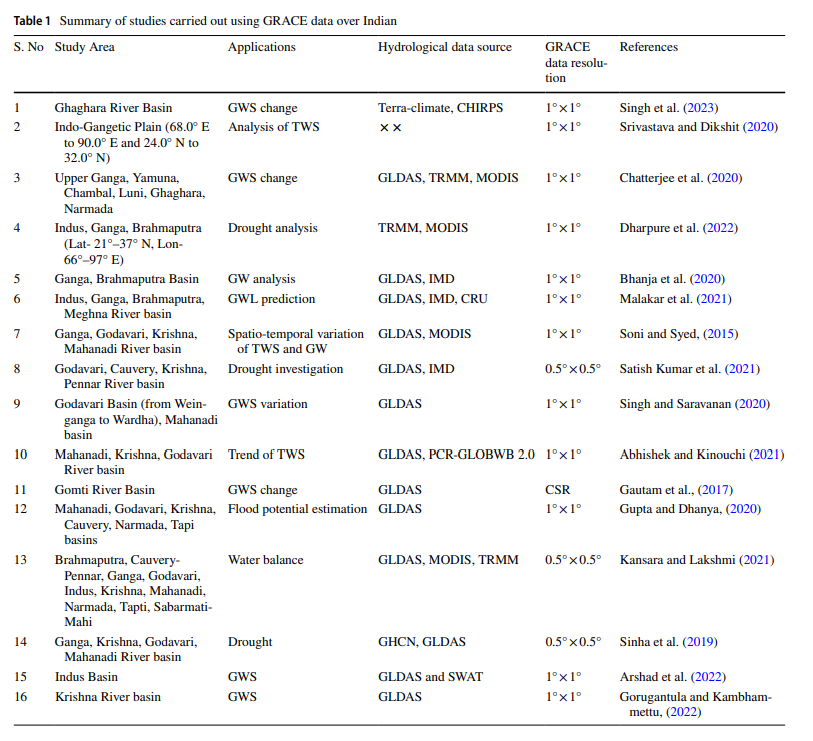 Table 1 Summary of studies carried out using GRACE data over Indian
S. No Study Area Applications Hydrological data source GRACE References
data resolu-
tion
1 Ghaghara River Basin GWS change Terra-climate, CHIRPS 1°×1° Singh et al. (2023)
2 Indo-Gangetic Plain (68.0° E Analysis of TWS ×× 1°×1° Srivastava and Dikshit (2020)
to 90.0° E and 24.0° N to
32.0° N)
3 Upper Ganga, Yamuna, GWS change GLDAS, TRMM, MODIS 1°×1° Chatterjee et al. (2020)
Chambal, Luni, Ghaghara,
Narmada
4 Indus, Ganga, Brahmaputra Drought analysis TRMM, MODIS 1°×1° Dharpure et al. (2022)
(Lat- 21°–37° N, Lon-
66°–97° E)
5 Ganga, Brahmaputra Basin GW analysis GLDAS, IMD 1°×1° Bhanja et al. (2020)
6 Indus, Ganga, Brahmaputra, GWL prediction GLDAS, IMD, CRU 1°×1° Malakar et al. (2021)
Meghna River basin
7 Ganga, Godavari, Krishna, Spatio-temporal variation GLDAS, MODIS 1°×1° Soni and Syed, (2015)
Mahanadi River basin of TWS and GW
8 Godavari, Cauvery, Krishna, Drought investigation GLDAS, IMD 0.5°×0.5° Satish Kumar et al. (2021)
Pennar River basin
9 Godavari Basin (from Wein- GWS variation GLDAS 1°×1° Singh and Saravanan (2020)
ganga to Wardha), Mahanadi
basin
10 Mahanadi, Krishna, Godavari Trend of TWS GLDAS, PCR-GLOBWB 2.0 1°×1° Abhishek and Kinouchi (2021)
River basin
11 Gomti River Basin GWS change GLDAS CSR Gautam et al., (2017)
12 Mahanadi, Godavari, Krishna, Flood potential estimation GLDAS 1°×1° Gupta and Dhanya, (2020)
Cauvery, Narmada, Tapi
basins
13 Brahmaputra, Cauvery- Water balance GLDAS, MODIS, TRMM 0.5°×0.5° Kansara and Lakshmi (2021)
Pennar, Ganga, Godavari,
Indus, Krishna, Mahanadi,
Narmada, Tapti, Sabarmati-
Mahi
14 Ganga, Krishna, Godavari, Drought GHCN, GLDAS 0.5°×0.5° Sinha et al. (2019)
Mahanadi River basin
15 Indus Basin GWS GLDAS and SWAT 1°×1° Arshad et al. (2022)
16 Krishna River basin GWS GLDAS 1°×1° Gorugantula and Kambham-
mettu, (2022)